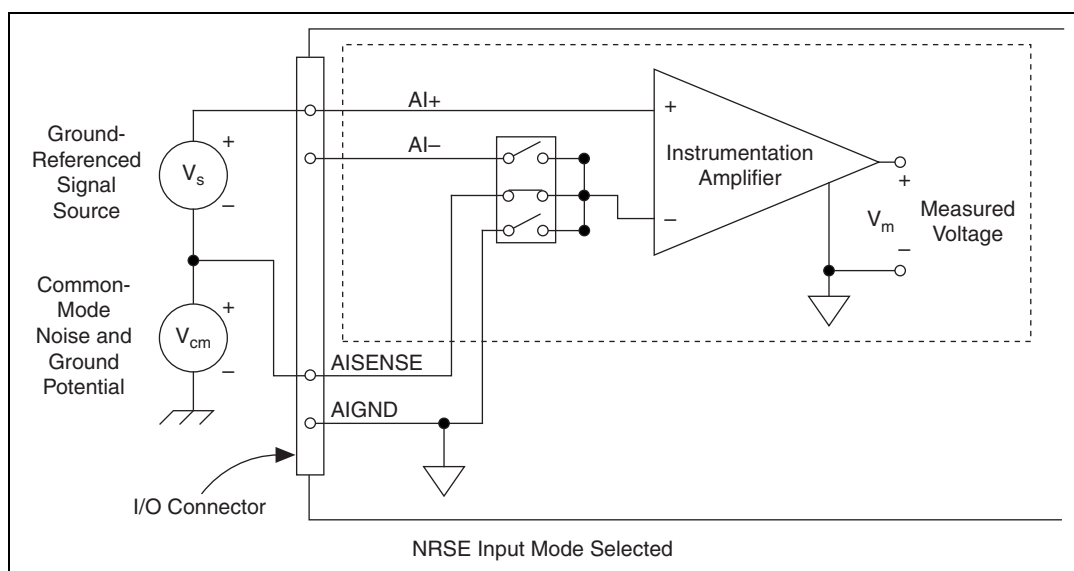 Ground-
Referenced
Signal
Source
+
Vs
–
Common-
Mode
Noise and
Ground
Potential
+
Vcm
–
I/O Connector
AI+
AI–
AISENSE
AIGND
+
Instrumentation
Amplifier
–
+
Vm
–
Measured
Voltage
NRSE Input Mode Selected